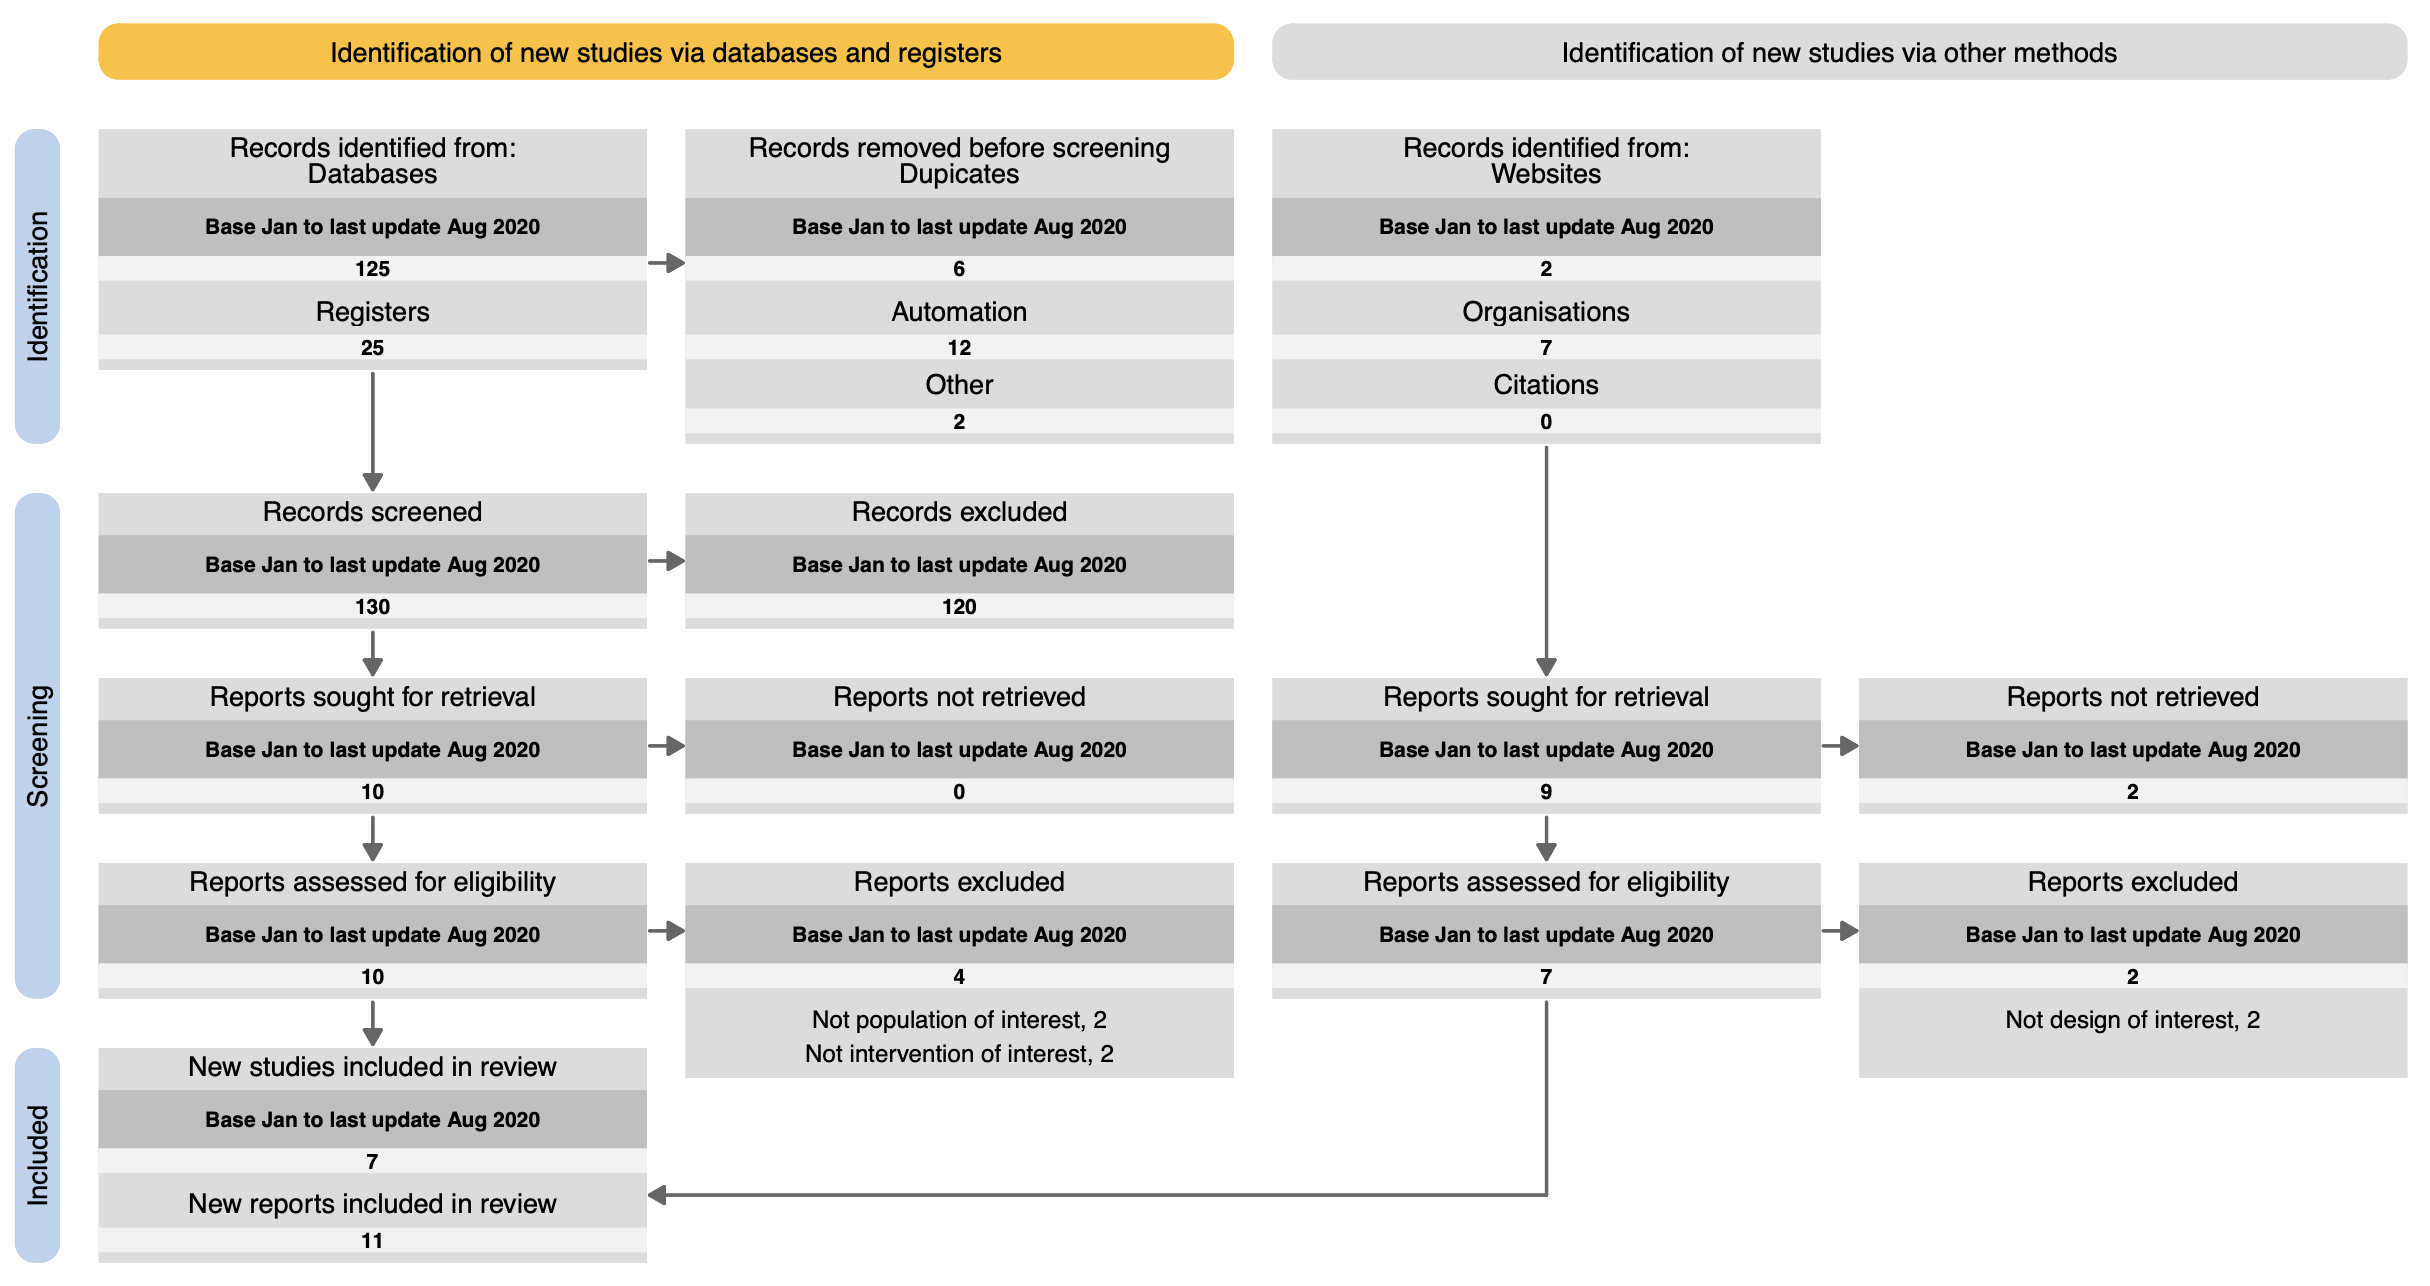 Identification of new studies via databases and registers
Identification of new studies via other methods
Identification
Records identified from:
Databases
Base Jan to last update Aug 2020
125
Registers
25
Records removed before screening
Dupicates
Base Jan to last update Aug 2020
6
Automation
12
Other
2
Records identified from:
Websites
Base Jan to last update Aug 2020
2
Organisations
7
Citations
0
Screening
Records screened
Base Jan to last update Aug 2020
130
Records excluded
Base Jan to last update Aug 2020
120
Reports sought for retrieval
Base Jan to last update Aug 2020
10
Reports not retrieved
Base Jan to last update Aug 2020
0
Reports sought for retrieval
Base Jan to last update Aug 2020
9
Reports not retrieved
Base Jan to last update Aug 2020
2
Reports assessed for eligibility
Base Jan to last update Aug 2020
10
Reports excluded
Base Jan to last update Aug 2020
4
Not population of interest, 2
Not intervention of interest, 2
Reports assessed for eligibility
Base Jan to last update Aug 2020
7
Reports excluded
Base Jan to last update Aug 2020
2
Not design of interest, 2
Included
New studies included in review
Base Jan to last update Aug 2020
7
New reports included in review
11